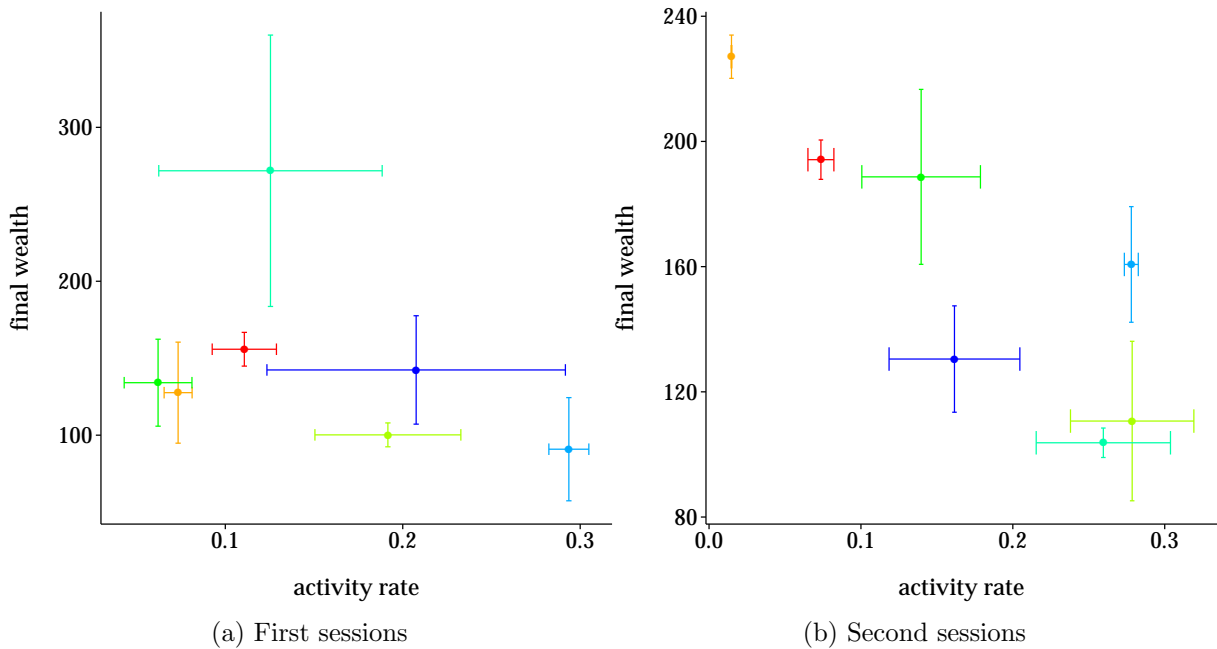 300
200
100
final wealth
0.1
0.2
0.3
activity rate
(a) First sessions
240
200
160
120
80
final wealth
0.0
0.1
0.2
0.3
activity rate
(b) Second sessions